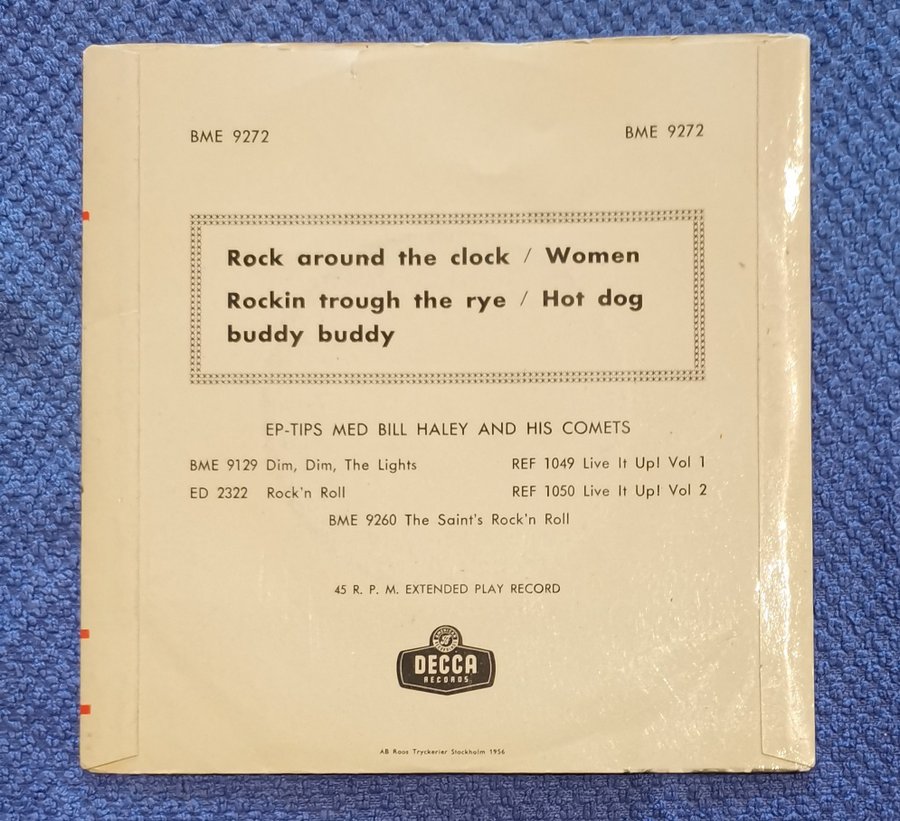 BME 9272
BME 9272
Rock around the clock / Women
Rockin trough the rye / Hot dog
buddy buddy
EP-TIPS MED BILL HALEY AND HIS COMETS
BME 9129 Dim, Dim, The Lights
REF 1049 Live It Up! Vol 1
ED 2322 Rock'n Roll
REF 1050 Live It Up! Vol 2
BME 9260 The Saint's Rock'n Roll
45 R. P. M. EXTENDED PLAY RECORD
DECCA
RECORDS
AB Roos Tryckerier Stockholm 1956